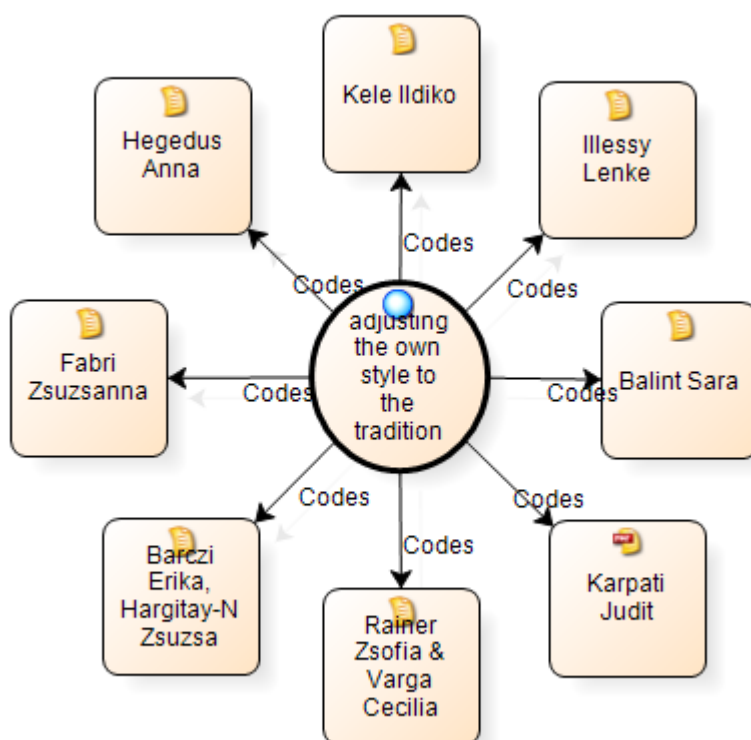 Kele Ildiko
Hegedus
Anna
Illessy
Lenke
Codes
Codes
Codes
adjusting
the own
style to
the
tradition
Fabri
Zsuzsanna
Codes
Codes
Balint Sara
Codes
Codes
Codes
Barczi
Erika,
Hargitay-N
Zsuzsa
Rainer
Zsofia &
Varga
Cecilia
Karpati
Judit